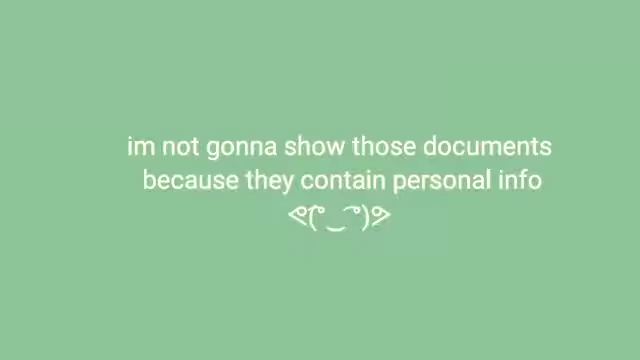 im not gonna show those documents
because they contain personal info
ᕙ( ͡° ͜ʖ ͡°)ᕗ